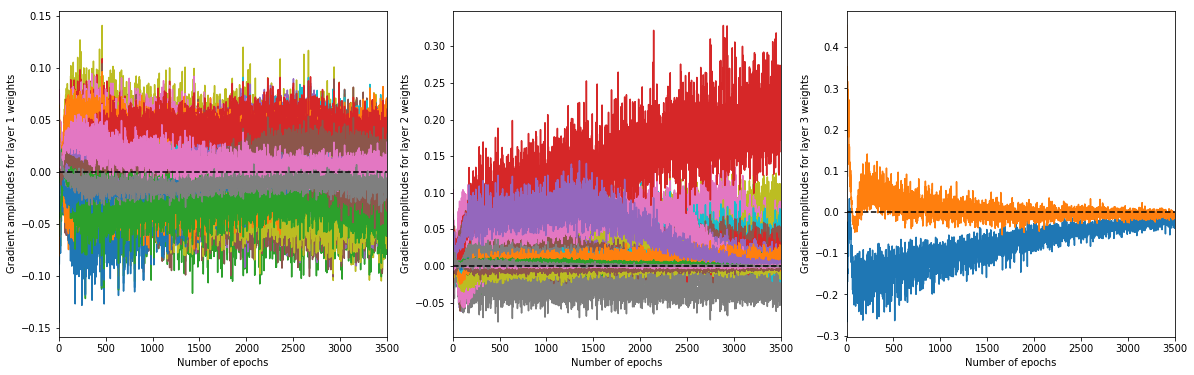 Gradient amplitudes for layer 1 weights
0.15
0.10
0.05
0.00
−0.05
−0.10
−0.15
0 500 1000 1500 2000 2500 3000 3500
Number of epochs
Gradient amplitudes for layer 2 weights
0.30
0.25
0.20
0.15
0.10
0.05
0.00
−0.05
0 500 1000 1500 2000 2500 3000 3500
Number of epochs
Gradient amplitudes for layer 3 weights
0.4
0.3
0.2
0.1
0.0
−0.1
−0.2
−0.3
0 500 1000 1500 2000 2500 3000 3500
Number of epochs